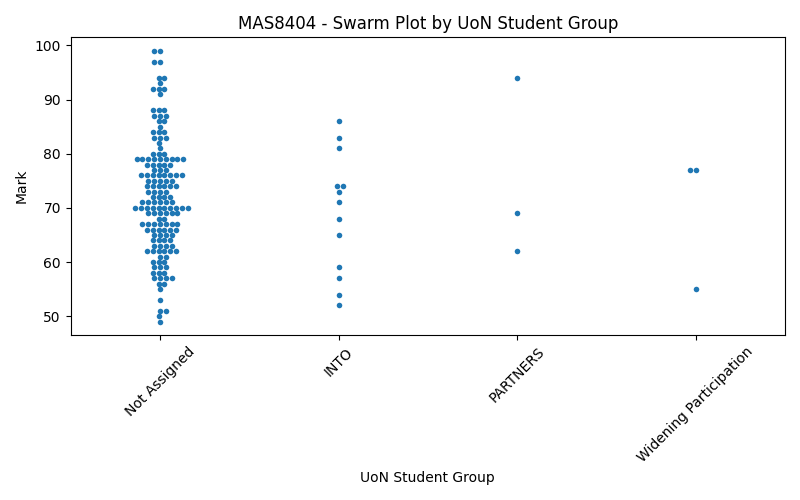 MAS8404 - Swarm Plot by UoN Student Group
100
90
80
70
60
50
Mark
Not Assigned
INTO
PARTNERS
Widening Participation
UoN Student Group